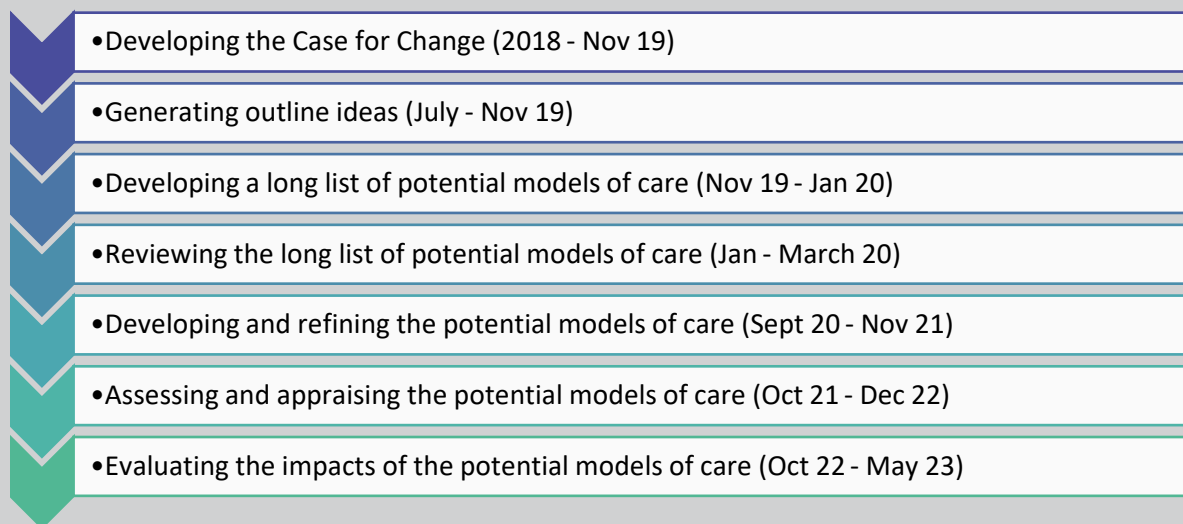 •Developing the Case for Change (2018 - Nov 19)
•Generating outline ideas (July - Nov 19)
•Developing a long list of potential models of care (Nov 19 - Jan 20)
•Reviewing the long list of potential models of care (Jan - March 20)
•Developing and refining the potential models of care (Sept 20 - Nov 21)
•Assessing and appraising the potential models of care (Oct 21 - Dec 22)
•Evaluating the impacts of the potential models of care (Oct 22 - May 23)